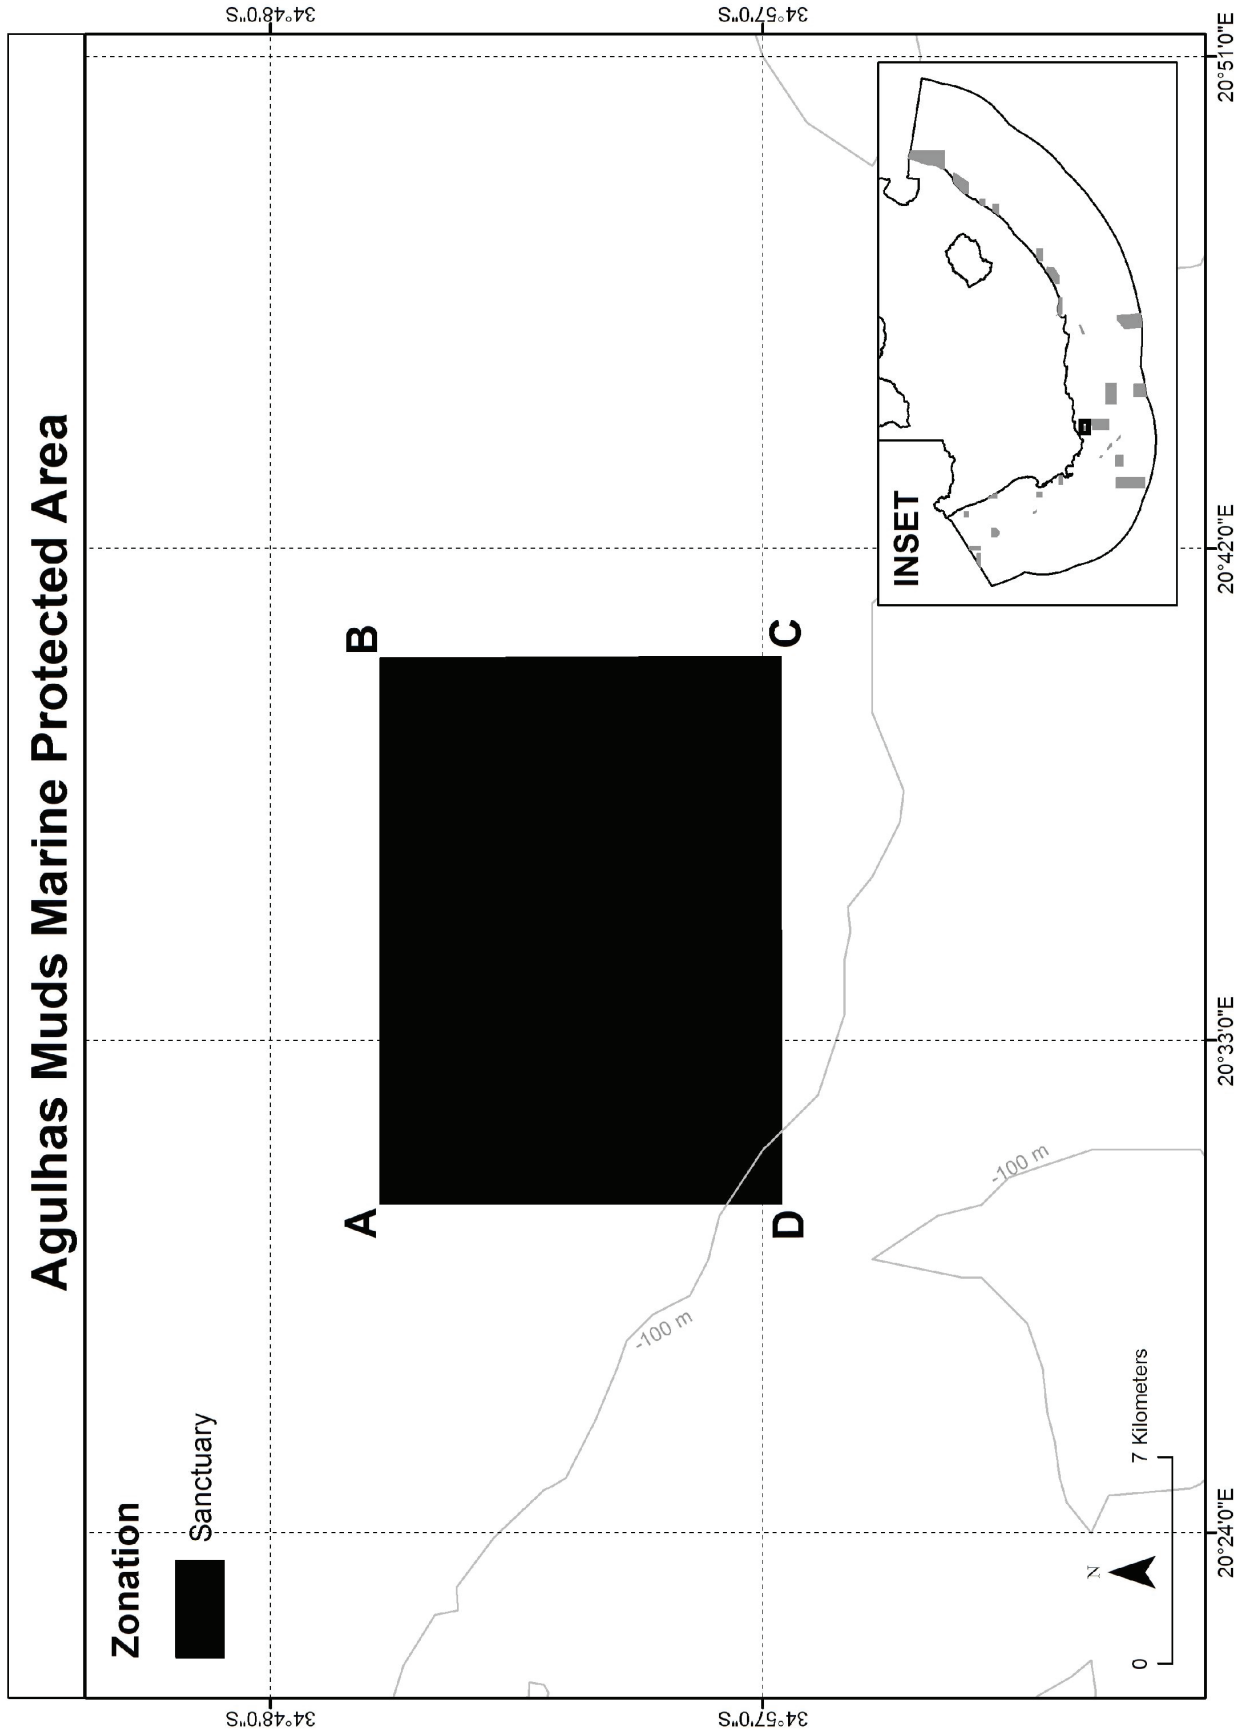 Agulhas Muds Marine Protected Area
34°48'0"S
34°57'0"S
Zonation
Sanctuary
A
B
C
D
-100 m
-100 m
INSET
N
0
7 Kilometers
34°48'0"S
34°57'0"S
20°24'0"E
20°33'0"E
20°42'0"E
20°51'0"E